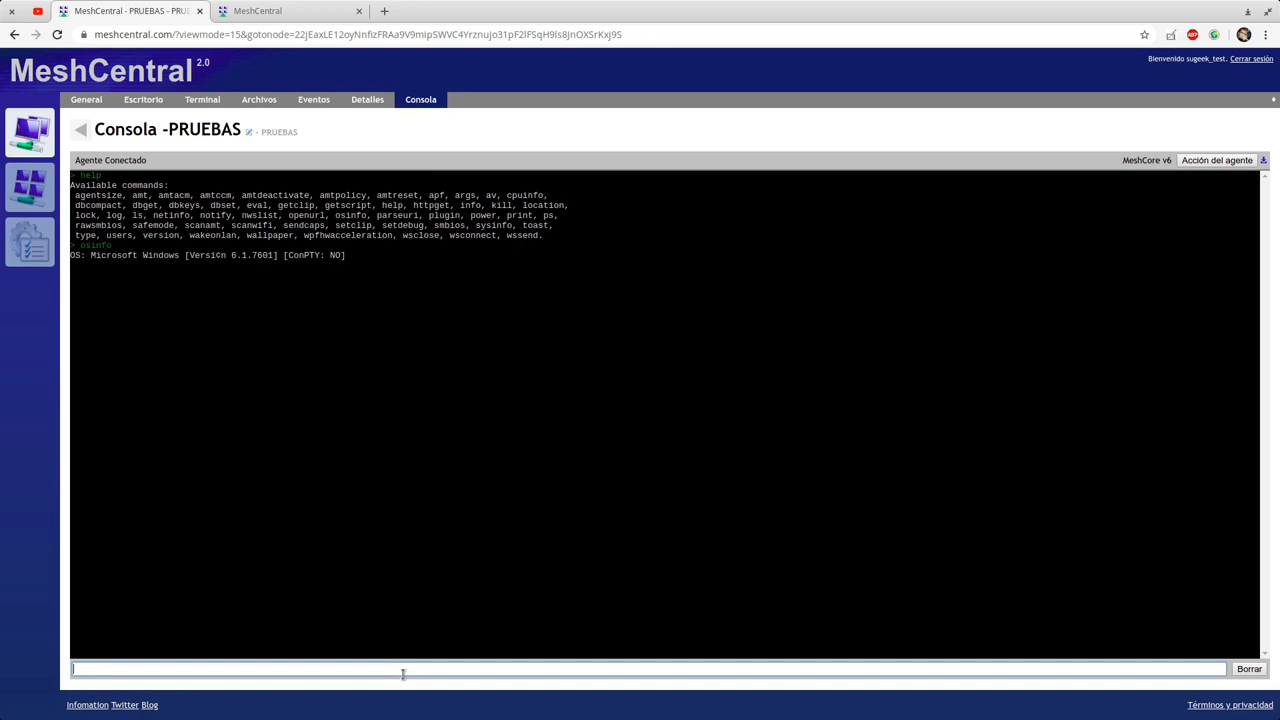 MeshCentral - PRUEBAS - PRUE
MeshCentral
meshcentral.com/?viewmode=15&gotonode=22jEaxLE12oyNnfizFRAa9V9mipSWVC4Yrznujo31pF2lFSqH9ls8JnOXSrKxj9S
ABP
MeshCentral 2.0
Bienvenido sugeek_test. Cerrar sesión
General Escritorio Terminal Archivos Eventos Detalles Consola
Consola -PRUEBAS - PRUEBAS
Agente Conectado MeshCore v6 Acción del agente
> help
Available commands:
agentsize, amt, amtacm, amtccm, amtdeactivate, amtpolicy, amtreset, apf, args, av, cpuinfo,
dbcompact, dbget, dbkeys, dbset, eval, getclip, getscript, help, httpget, info, kill, location,
lock, log, ls, netinfo, notify, nwslist, openurl, osinfo, parseuri, plugin, power, print, ps,
rawsmbios, safemode, scanamt, scanwifi, sendcaps, setclip, setdebug, smbios, sysinfo, toast,
type, users, version, wakeonlan, wallpaper, wpfhwacceleration, wsclose, wsconnect, wssend.
> osinfo
OS: Microsoft Windows [Versi¢n 6.1.7601] [ConPTY: NO]
Borrar
Infomation Twitter Blog
Términos y privacidad